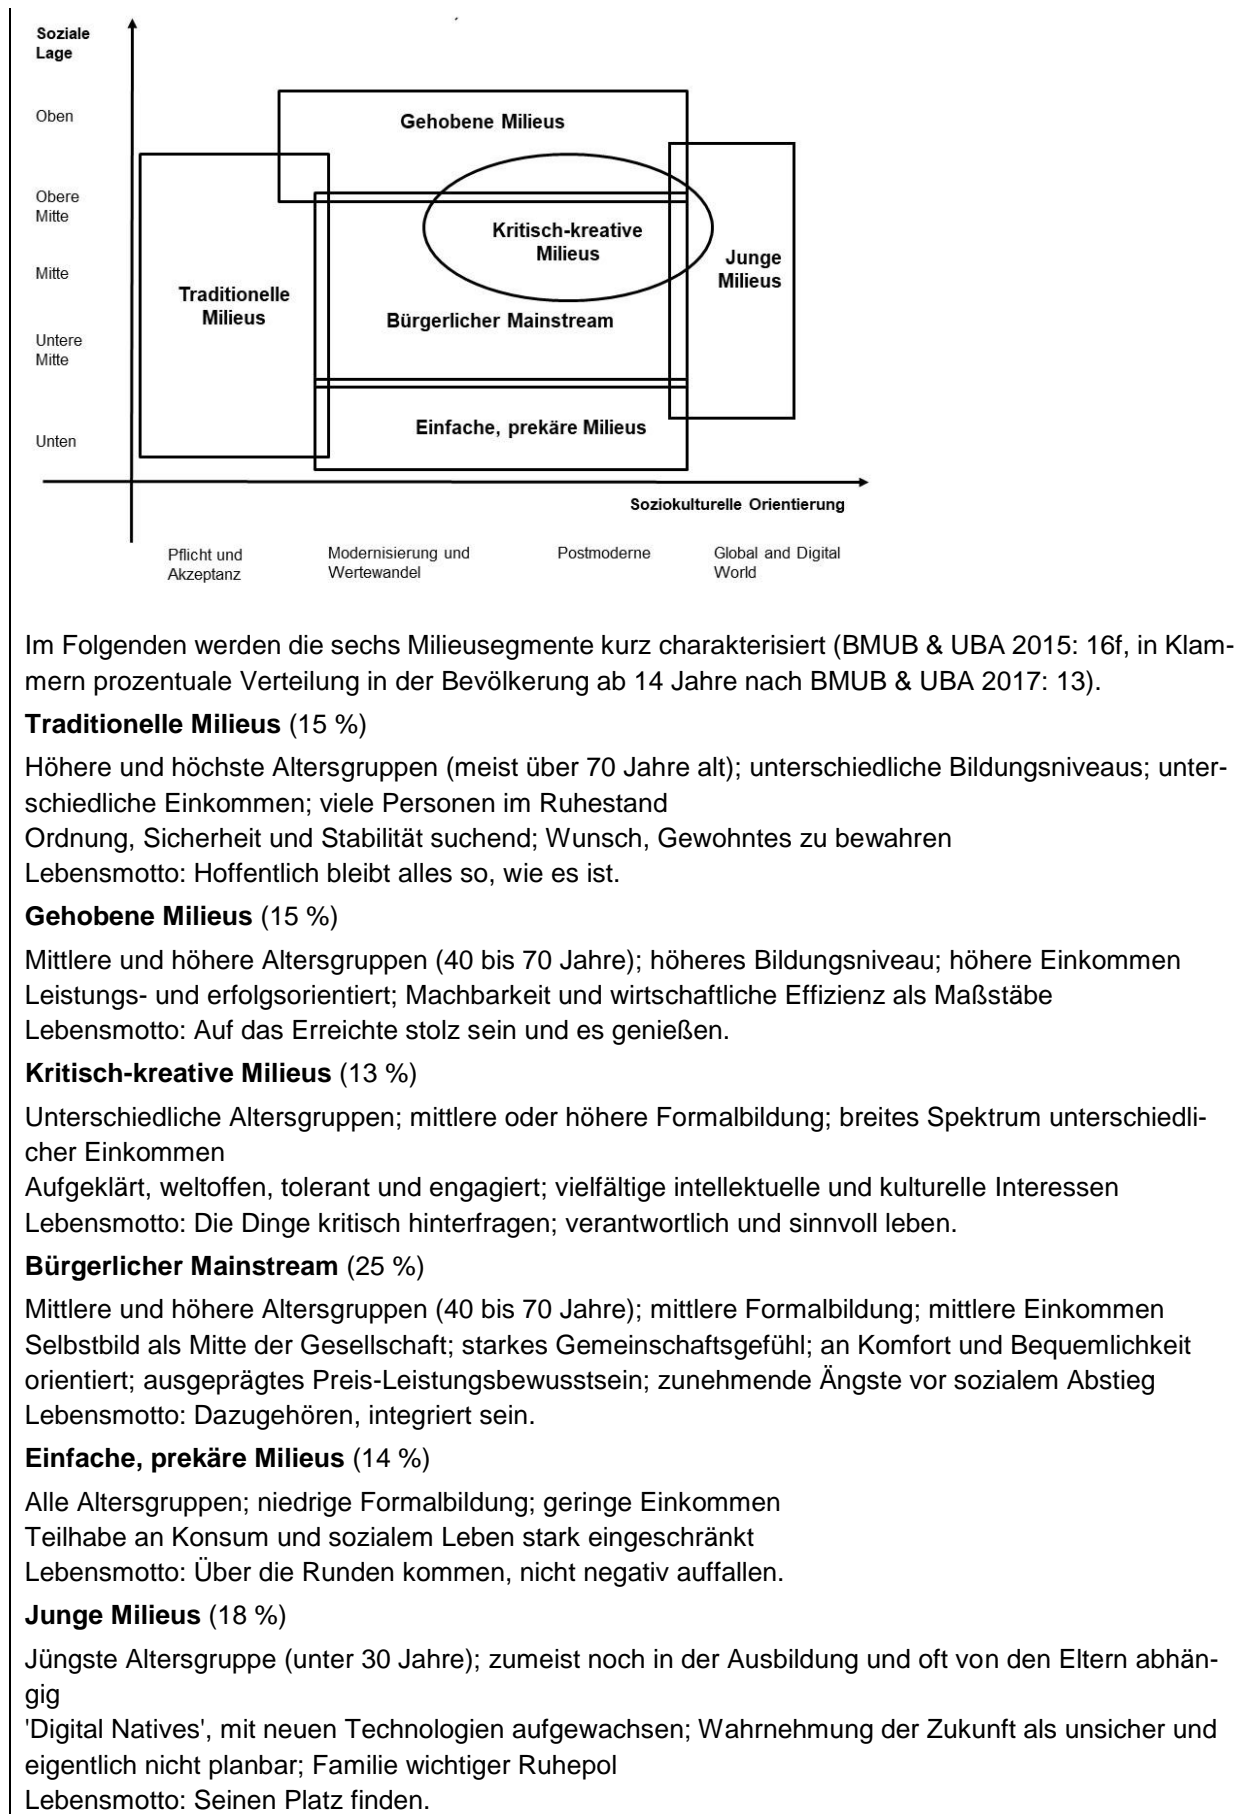 Soziale
Lage
Oben
Gehobene Milieus
Obere
Mitte
Kritisch-kreative
Milieus
Mitte
Junge
Milieus
Traditionelle
Milieus
Bürgerlicher Mainstream
Untere
Mitte
Einfache, prekäre Milieus
Unten
Soziokulturelle Orientierung
Pflicht und
Akzeptanz
Modernisierung und
Wertewandel
Postmoderne
Global and Digital
World
Im Folgenden werden die sechs Milieusegmente kurz charakterisiert (BMUB & UBA 2015: 16f, in Klam-
mern prozentuale Verteilung in der Bevölkerung ab 14 Jahre nach BMUB & UBA 2017: 13).
Traditionelle Milieus (15 %)
Höhere und höchste Altersgruppen (meist über 70 Jahre alt); unterschiedliche Bildungsniveaus; unter-
schiedliche Einkommen; viele Personen im Ruhestand
Ordnung, Sicherheit und Stabilität suchend; Wunsch, Gewohntes zu bewahren
Lebensmotto: Hoffentlich bleibt alles so, wie es ist.
Gehobene Milieus (15 %)
Mittlere und höhere Altersgruppen (40 bis 70 Jahre); höheres Bildungsniveau; höhere Einkommen
Leistungs- und erfolgsorientiert; Machbarkeit und wirtschaftliche Effizienz als Maßstäbe
Lebensmotto: Auf das Erreichte stolz sein und es genießen.
Kritisch-kreative Milieus (13 %)
Unterschiedliche Altersgruppen; mittlere oder höhere Formalbildung; breites Spektrum unterschiedli-
cher Einkommen
Aufgeklärt, weltoffen, tolerant und engagiert; vielfältige intellektuelle und kulturelle Interessen
Lebensmotto: Die Dinge kritisch hinterfragen; verantwortlich und sinnvoll leben.
Bürgerlicher Mainstream (25 %)
Mittlere und höhere Altersgruppen (40 bis 70 Jahre); mittlere Formalbildung; mittlere Einkommen
Selbstbild als Mitte der Gesellschaft; starkes Gemeinschaftsgefühl; an Komfort und Bequemlichkeit
orientiert; ausgeprägtes Preis-Leistungsbewusstsein; zunehmende Ängste vor sozialem Abstieg
Lebensmotto: Dazugehören, integriert sein.
Einfache, prekäre Milieus (14 %)
Alle Altersgruppen; niedrige Formalbildung; geringe Einkommen
Teilhabe an Konsum und sozialem Leben stark eingeschränkt
Lebensmotto: Über die Runden kommen, nicht negativ auffallen.
Junge Milieus (18 %)
Jüngste Altersgruppe (unter 30 Jahre); zumeist noch in der Ausbildung und oft von den Eltern abhän-
gig
'Digital Natives', mit neuen Technologien aufgewachsen; Wahrnehmung der Zukunft als unsicher und
eigentlich nicht planbar; Familie wichtiger Ruhepol
Lebensmotto: Seinen Platz finden.